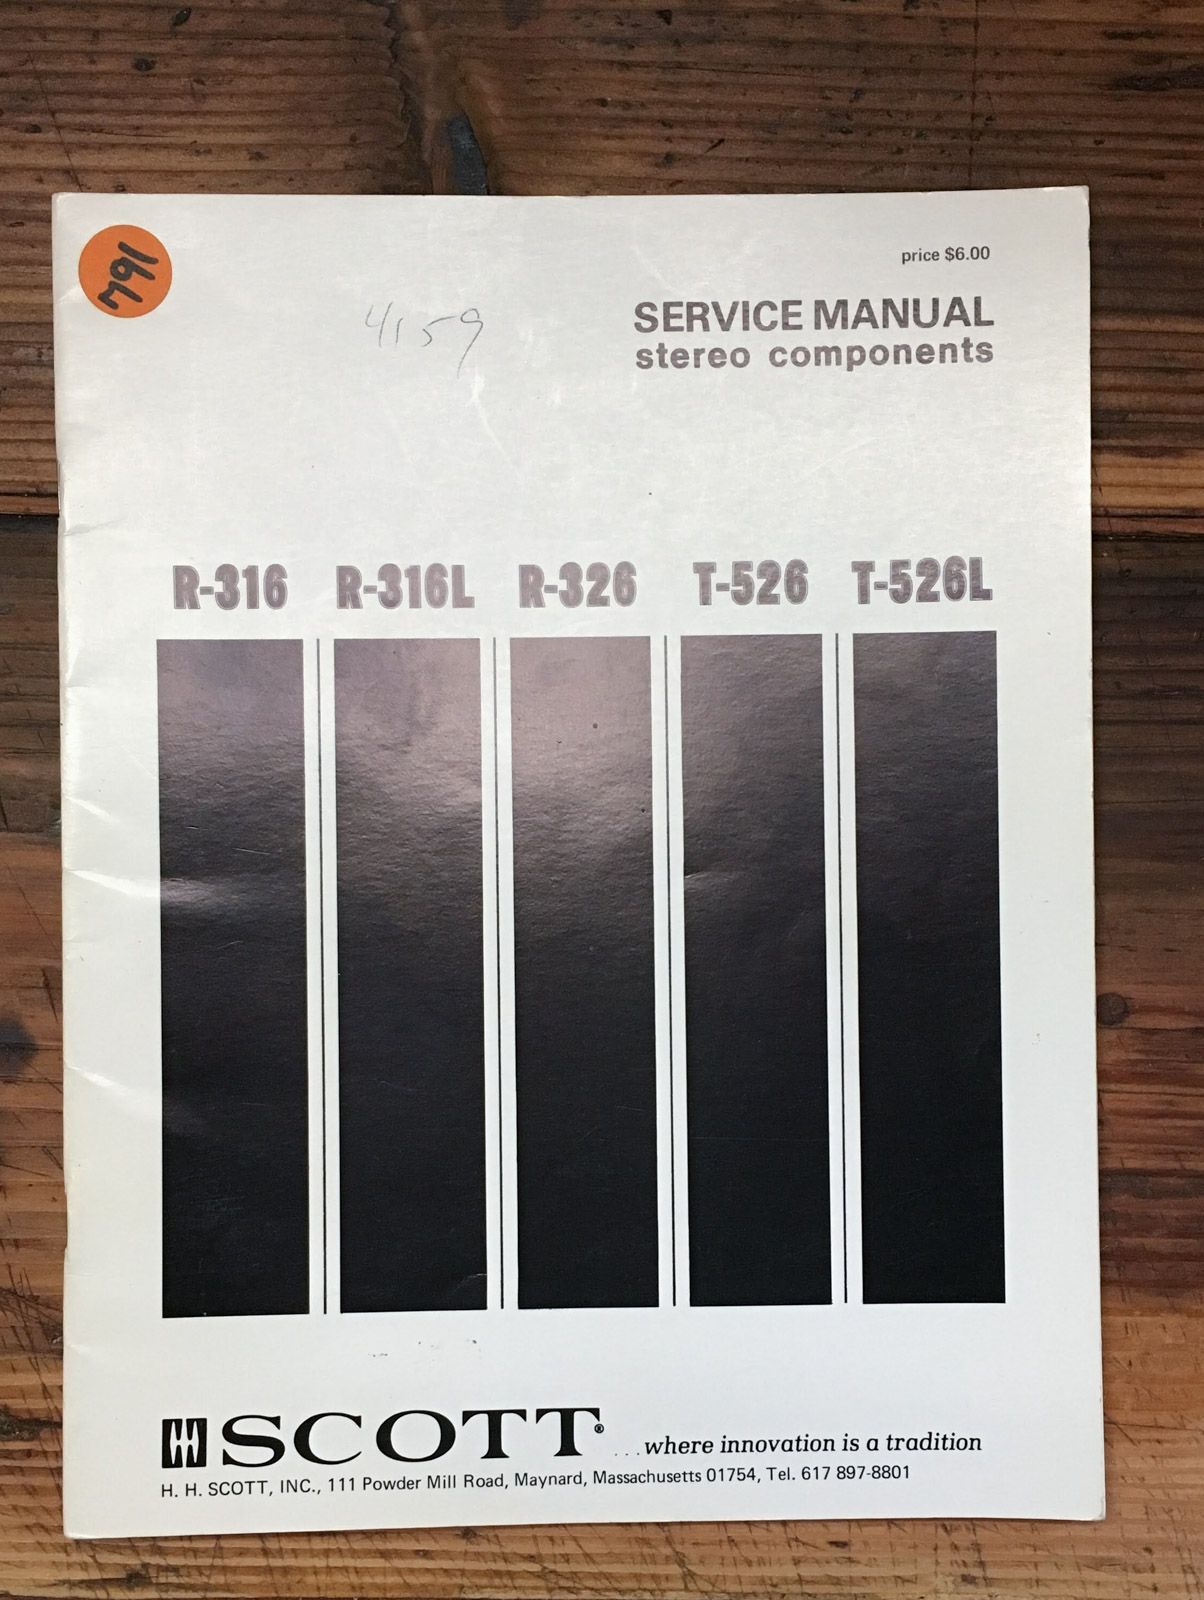 791
price $6.00
4159
SERVICE MANUAL
stereo components
R-316 R-316L R-326 T-526 T-526L
SCOTT® ...where innovation is a tradition
H. H. SCOTT, INC., 111 Powder Mill Road, Maynard, Massachusetts 01754, Tel. 617 897-8801